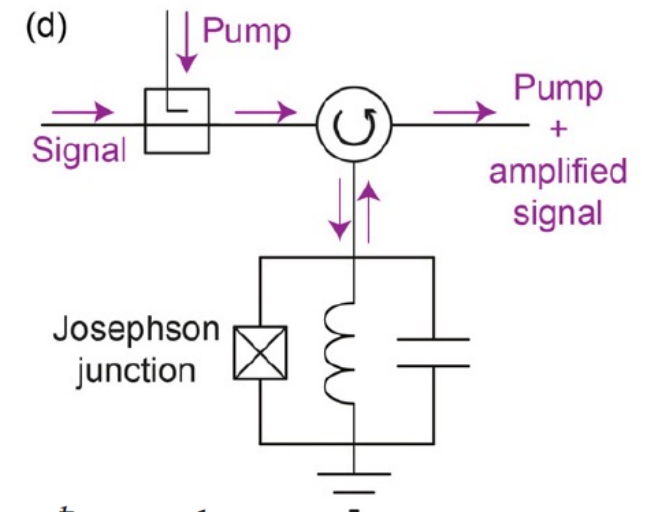 (d)
Pump
Signal
Pump
+
amplified
signal
Josephson
junction